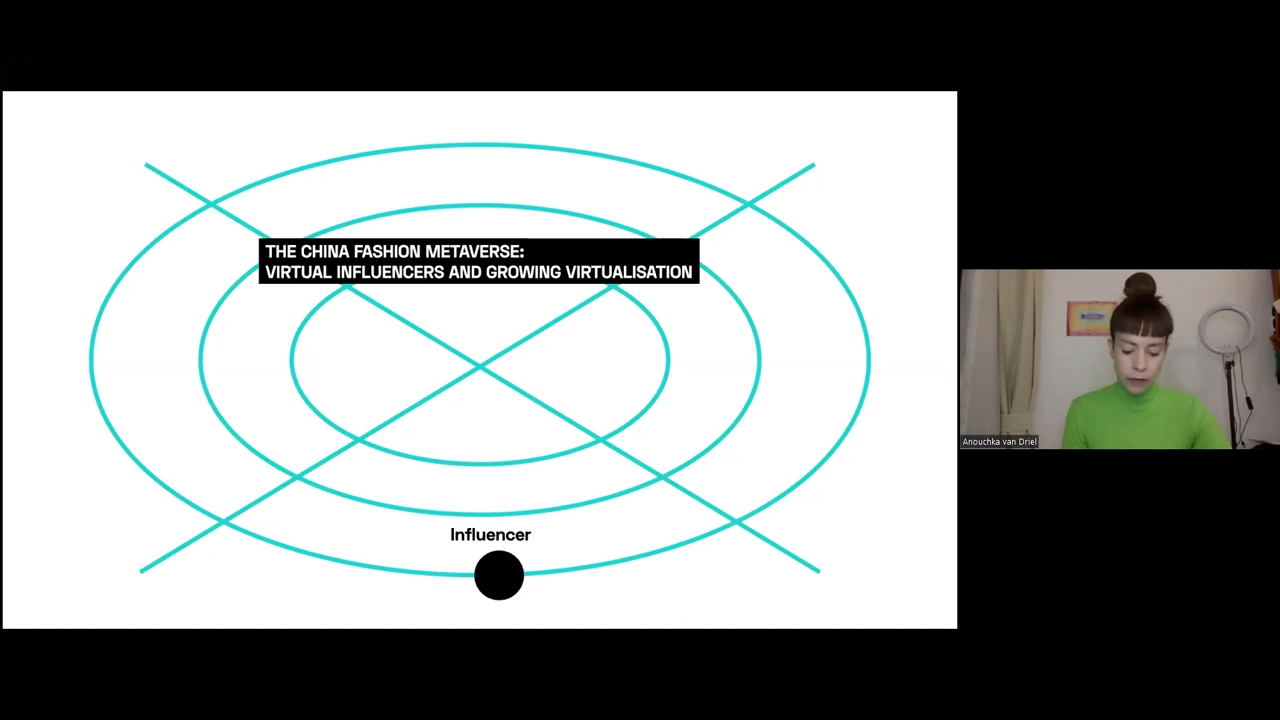 THE CHINA FASHION METAVERSE:
VIRTUAL INFLUENCERS AND GROWING VIRTUALISATION
Influencer
Anouchka van Driel